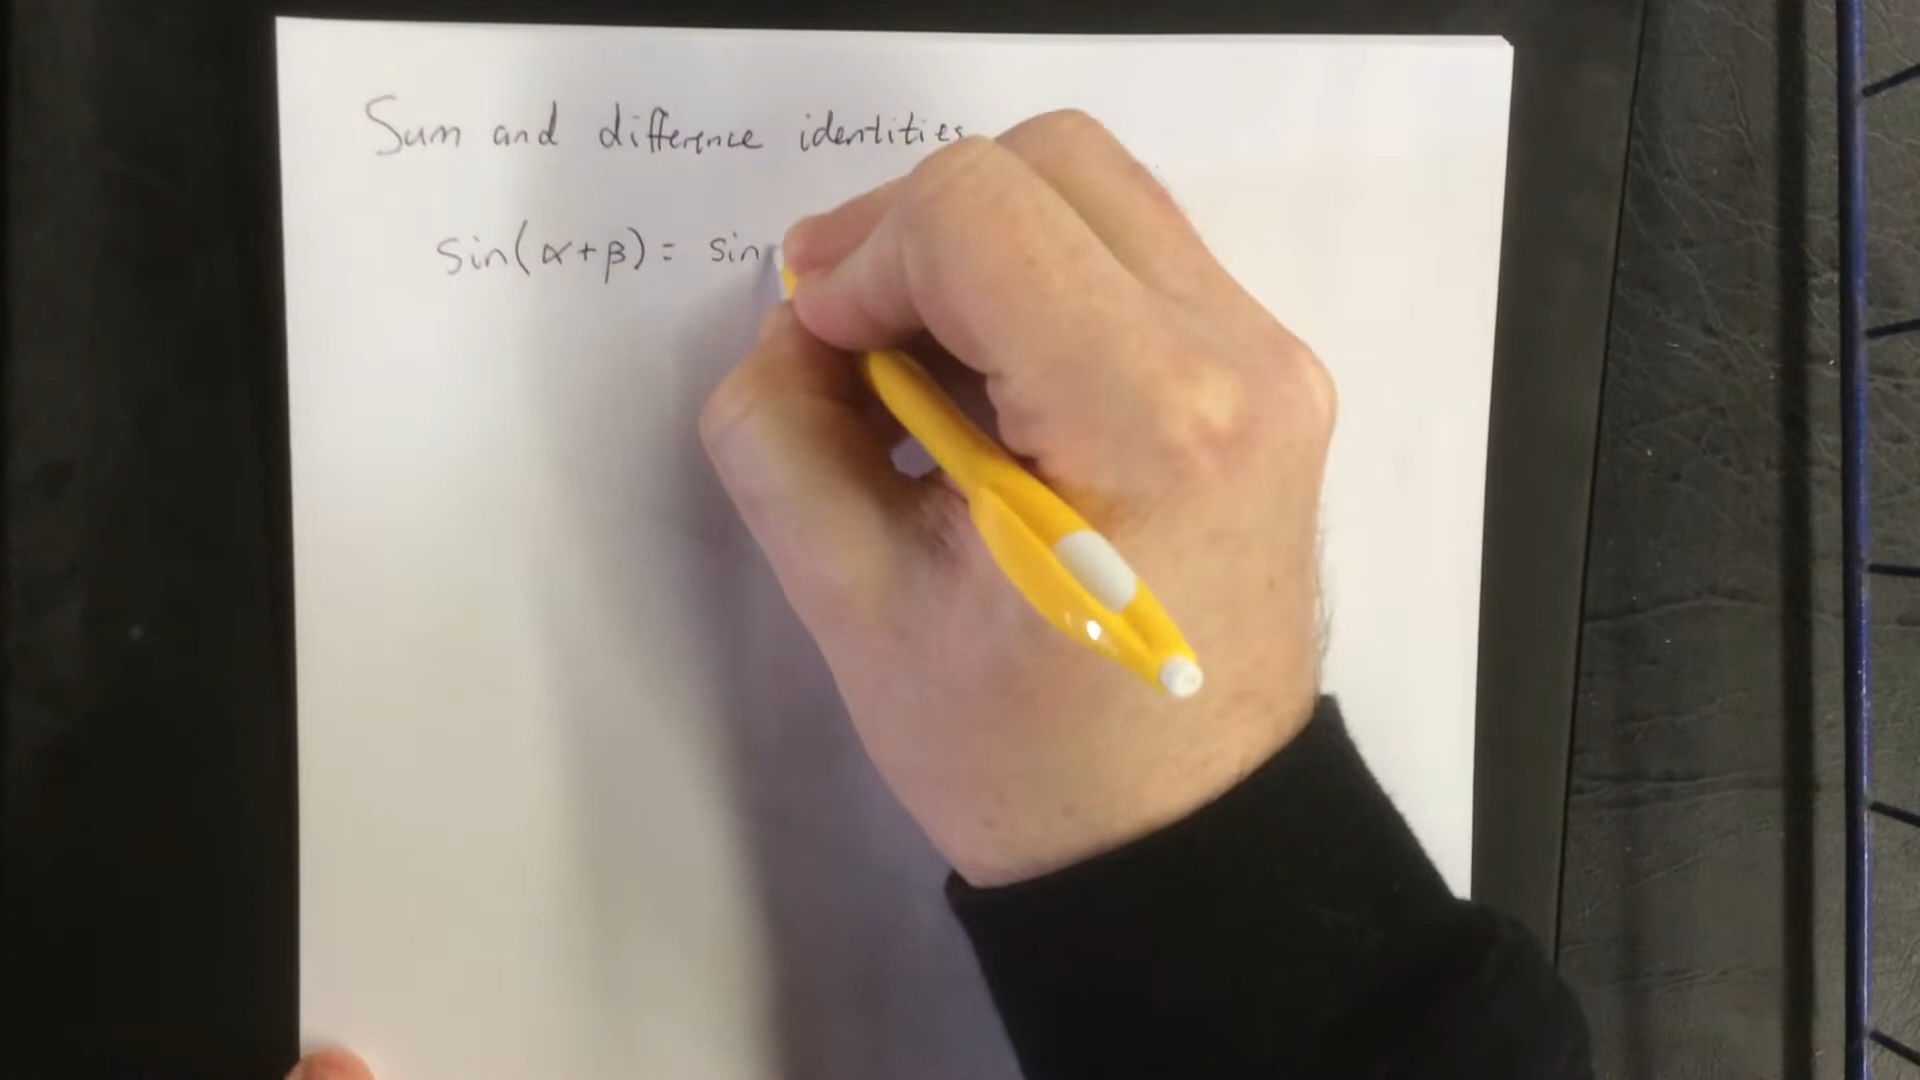 Sum and difference identities
sin(α+β)= sin